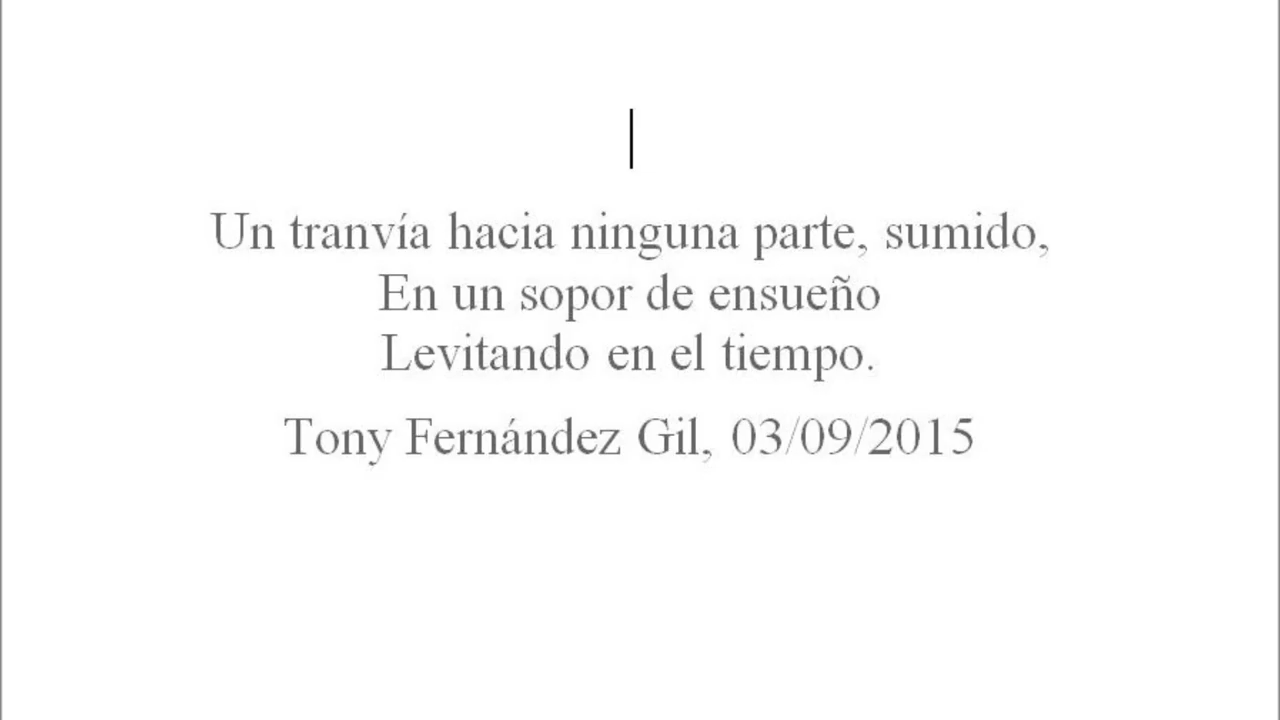 Un tranvía hacia ninguna parte, sumido,
En un sopor de ensueño
Levitando en el tiempo.
Tony Fernández Gil, 03/09/2015